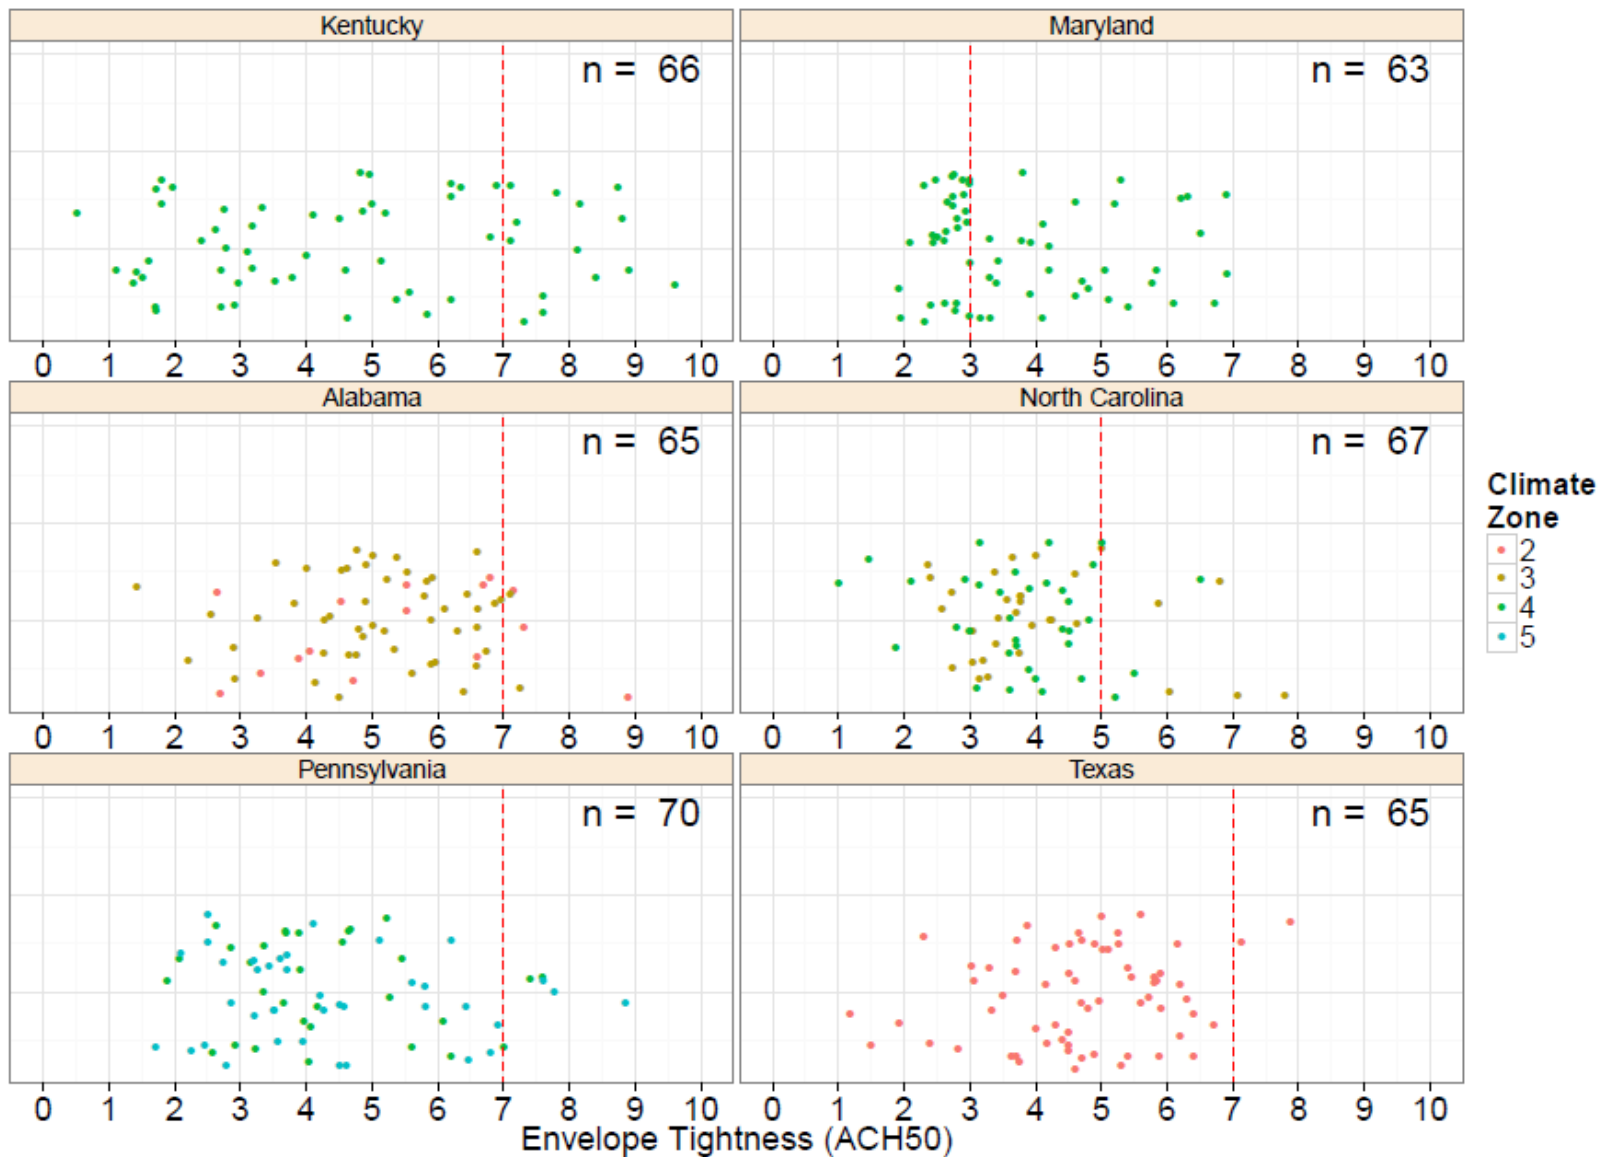 Kentucky
Maryland
n = 66
n = 63
0 1 2 3 4 5 6 7 8 9 10
0 1 2 3 4 5 6 7 8 9 10
Alabama
North Carolina
n = 65
n = 67
0 1 2 3 4 5 6 7 8 9 10
0 1 2 3 4 5 6 7 8 9 10
Pennsylvania
Texas
n = 70
n = 65
0 1 2 3 4 5 6 7 8 9 10
0 1 2 3 4 5 6 7 8 9 10
Envelope Tightness (ACH50)
Climate
Zone
2
3
4
5